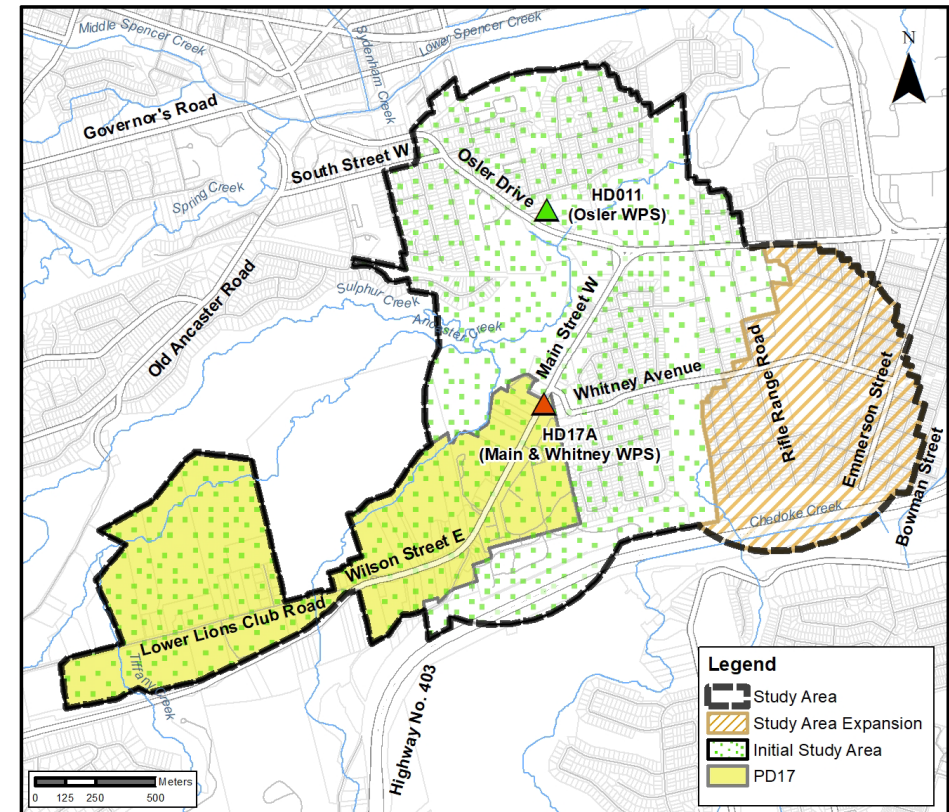 Middle Spencer Creek
Lower Spencer Creek
Sydenham Creek
N
Governor's Road
South Street W
Osler Drive
HD011
(Osler WPS)
Spring Creek
Old Ancaster Road
Sulphur Creek
Ancaster Creek
Main Street W
Whitney Avenue
Rifle Range Road
Emmerson Street
Bowman Street
HD17A
(Main & Whitney WPS)
Chedoke Creek
Wilson Street E
Lower Lions Club Road
Tiffany Creek
Highway No. 403
Legend
Study Area
Study Area Expansion
Initial Study Area
PD17
Meters
0 125 250 500